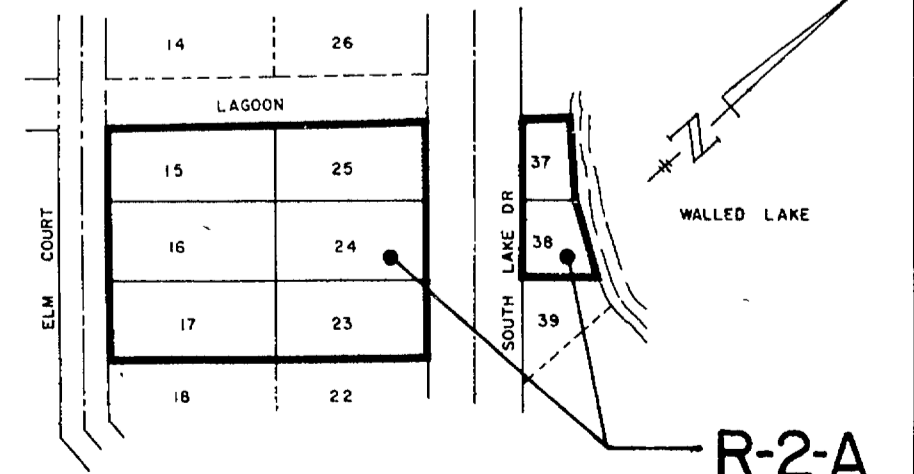 14 26
LAGOON
15 25 37
N
WALLED LAKE
16 24 38
ELM COURT
SOUTH LAKE DR
17 23 39
18 22
R-2-A